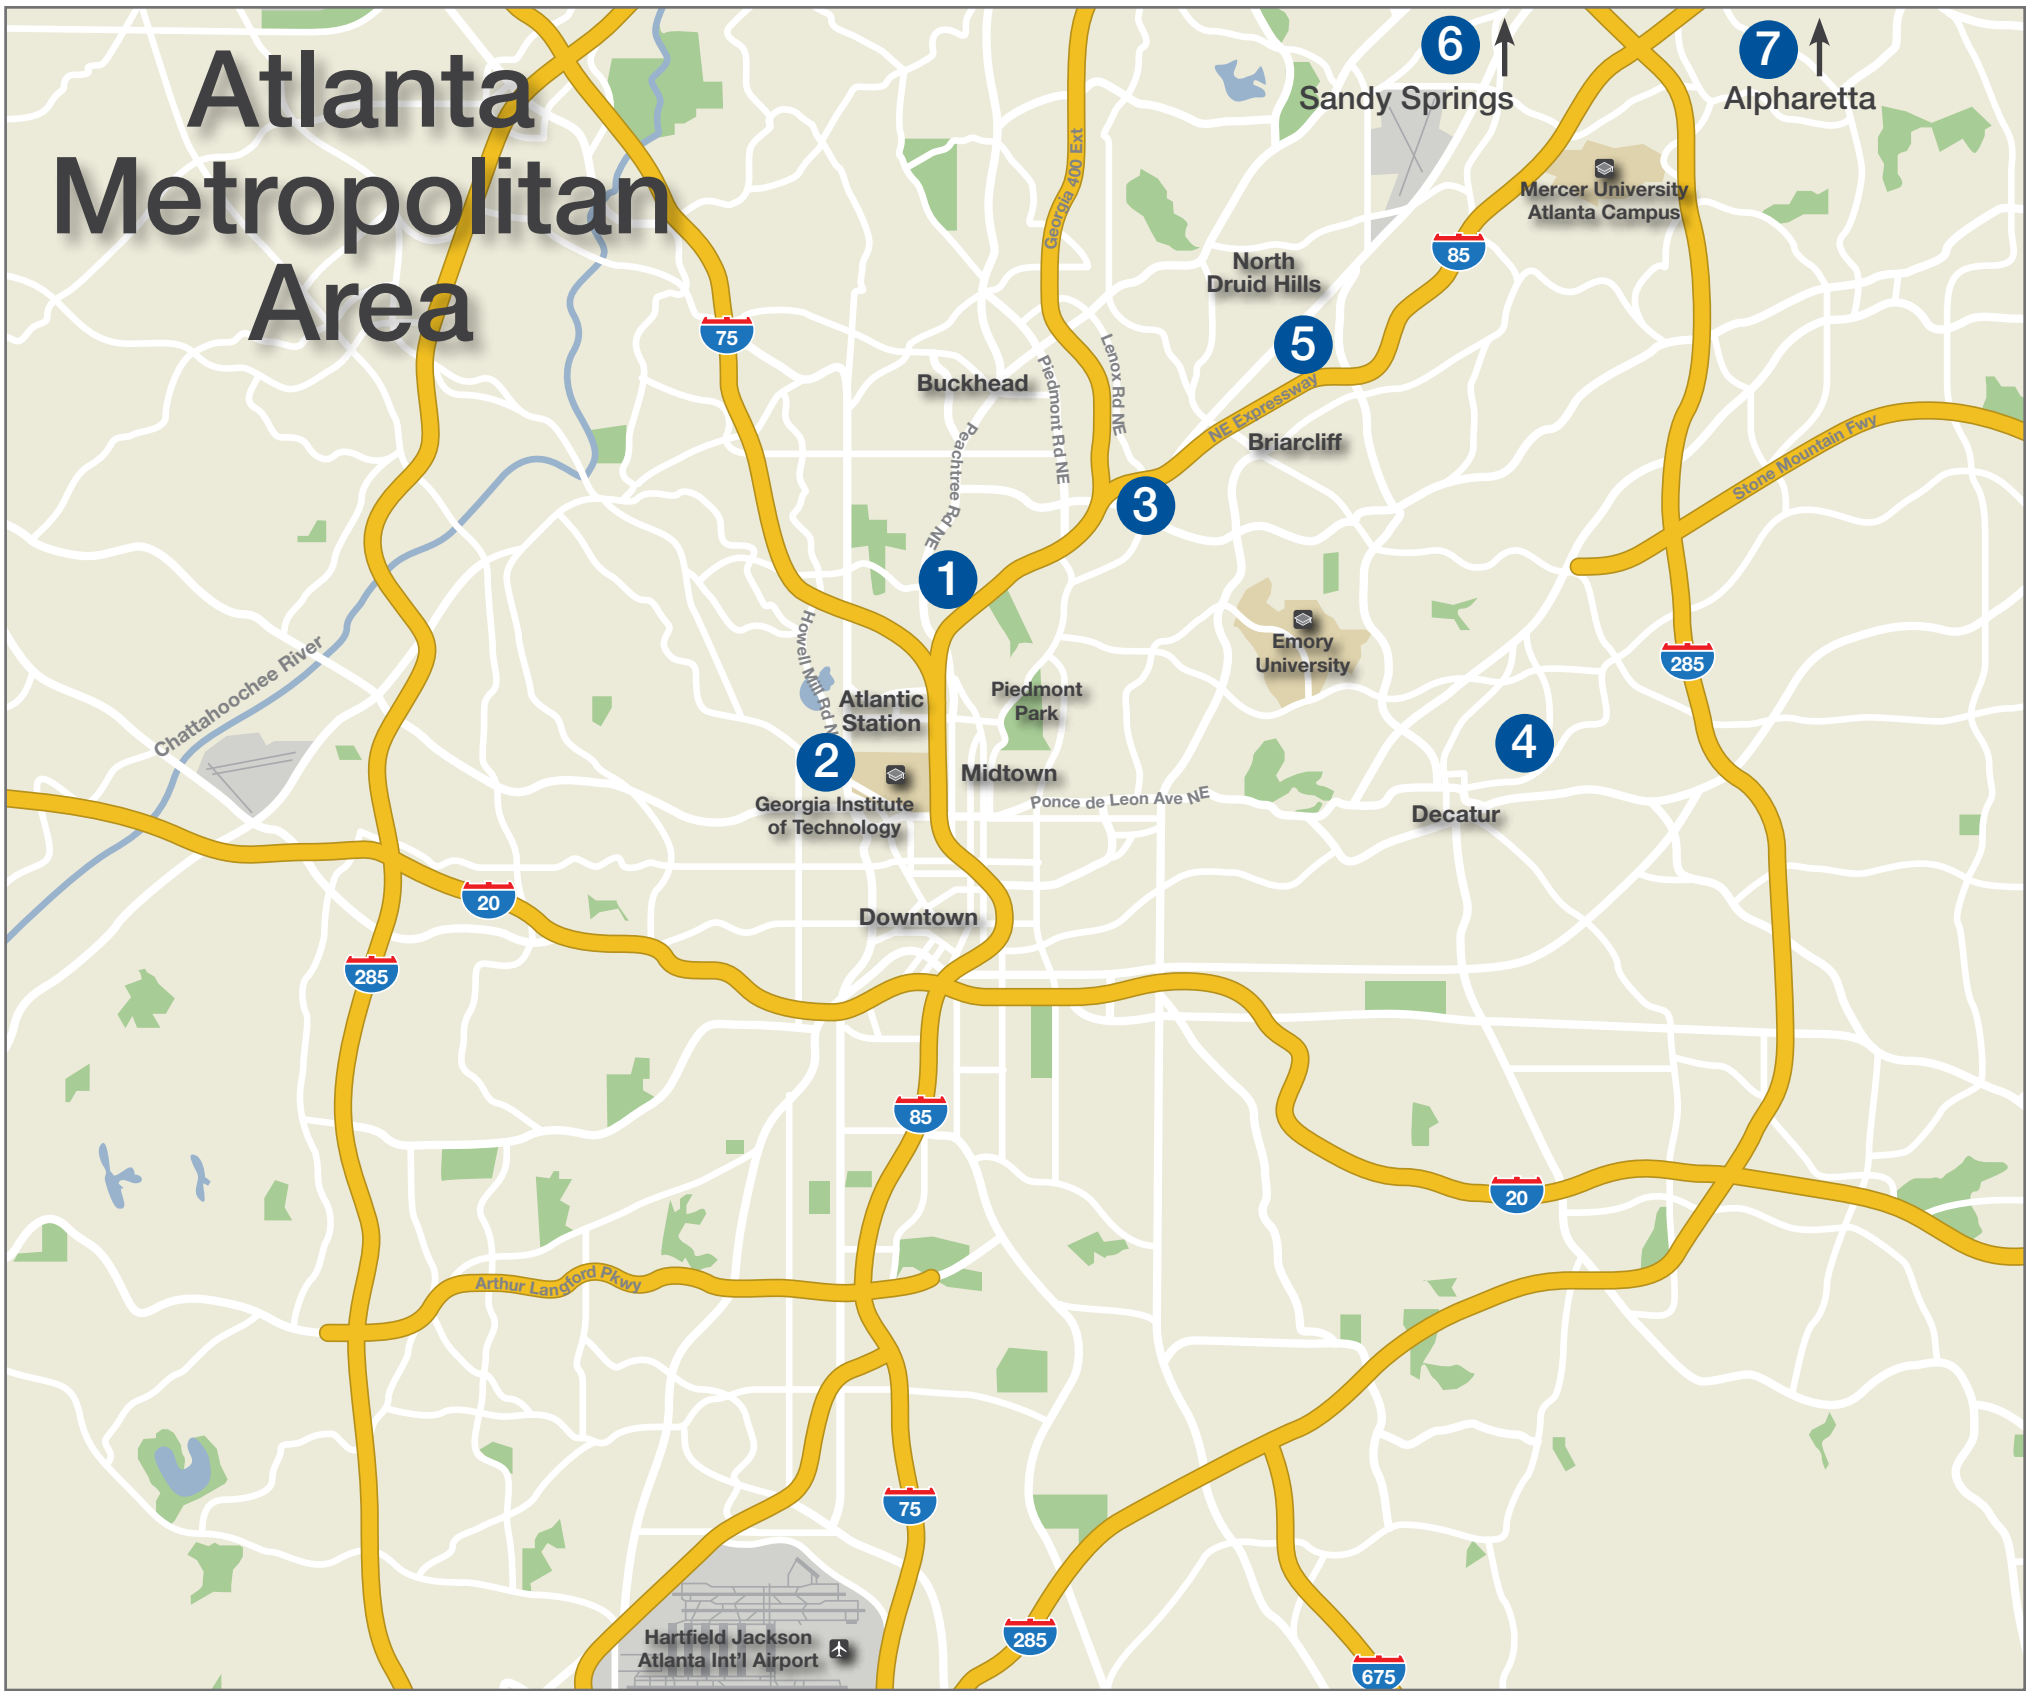 Atlanta
Metropolitan
Area
6
Sandy Springs
7
Alpharetta
Georgia 400 Ext
Mercer University
Atlanta Campus
85
North
Druid Hills
75
5
Lenox Rd NE
Piedmont Rd NE
Buckhead
NE Expressway
Briarcliff
Stone Mountain Fwy
Peachtree Rd NE
3
1
Howell Mill Rd N
Emory
University
285
Chattahoochee River
Atlantic
Station
Piedmont
Park
2
4
Midtown
Georgia Institute
of Technology
Ponce de Leon Ave NE
Decatur
20
Downtown
285
85
20
Arthur Langford Pkwy
75
Hartfield Jackson
Atlanta Int'l Airport
285
675